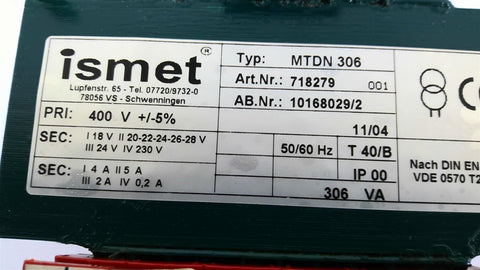 ismet ®
Lupfenstr. 65 - Tel. 07720/9732-0
78056 VS - Schwenningen
Typ: MTDN 306
Art.Nr.: 718279 001
AB.Nr.: 10168029/2
PRI: 400 V +/-5%
11/04
SEC: I 18 V II 20-22-24-26-28 V
III 24 V IV 230 V
50/60 Hz T 40/B
SEC: I 4 A II 5 A
III 2 A IV 0,2 A
IP 00
306 VA
Nach DIN EN
VDE 0570 T2